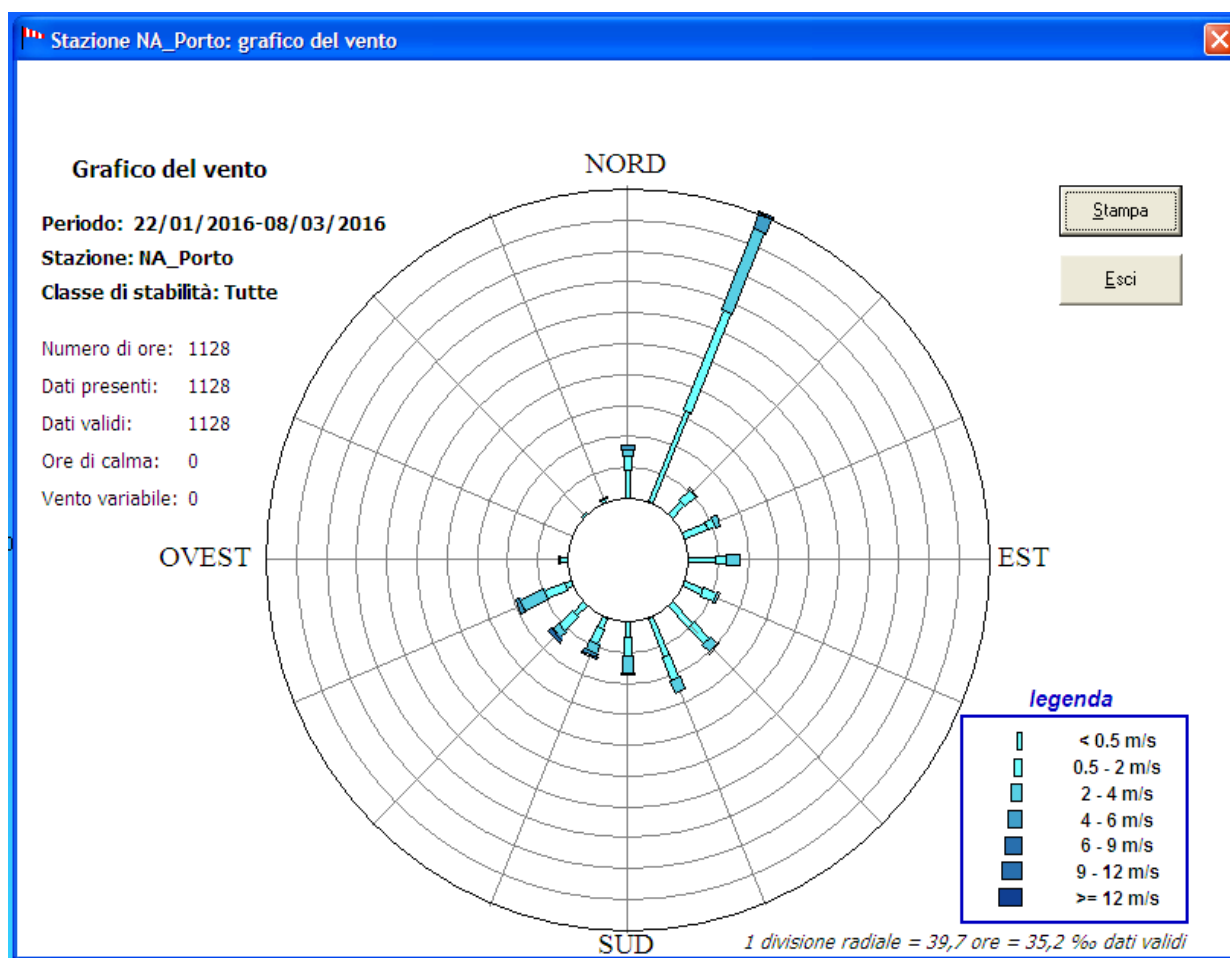 Stazione NA_Porto: grafico del vento
Grafico del vento
Periodo: 22/01/2016-08/03/2016
Stazione: NA_Porto
Classe di stabilità: Tutte
Numero di ore: 1128
Dati presenti: 1128
Dati validi: 1128
Ore di calma: 0
Vento variabile: 0
NORD
OVEST
EST
SUD
Stampa
Esci
legenda
< 0.5 m/s
0.5 - 2 m/s
2 - 4 m/s
4 - 6 m/s
6 - 9 m/s
9 - 12 m/s
>= 12 m/s
1 divisione radiale = 39,7 ore = 35,2 ‰ dati validi